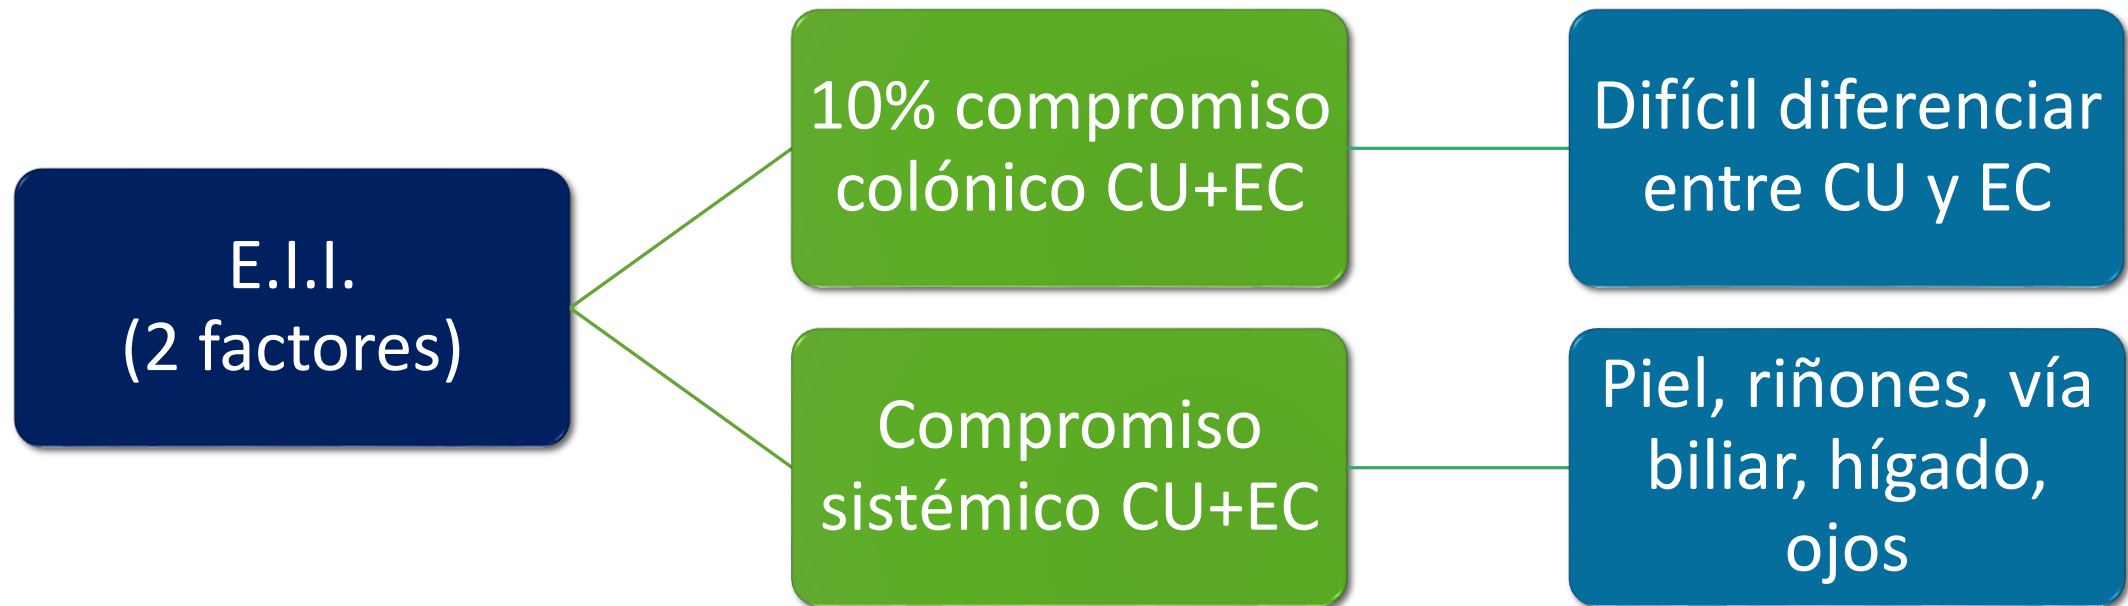 E.I.I.
(2 factores)
10% compromiso
colónico CU+EC
Difícil diferenciar
entre CU y EC
Compromiso
sistémico CU+EC
Piel, riñones, vía
biliar, hígado,
ojos